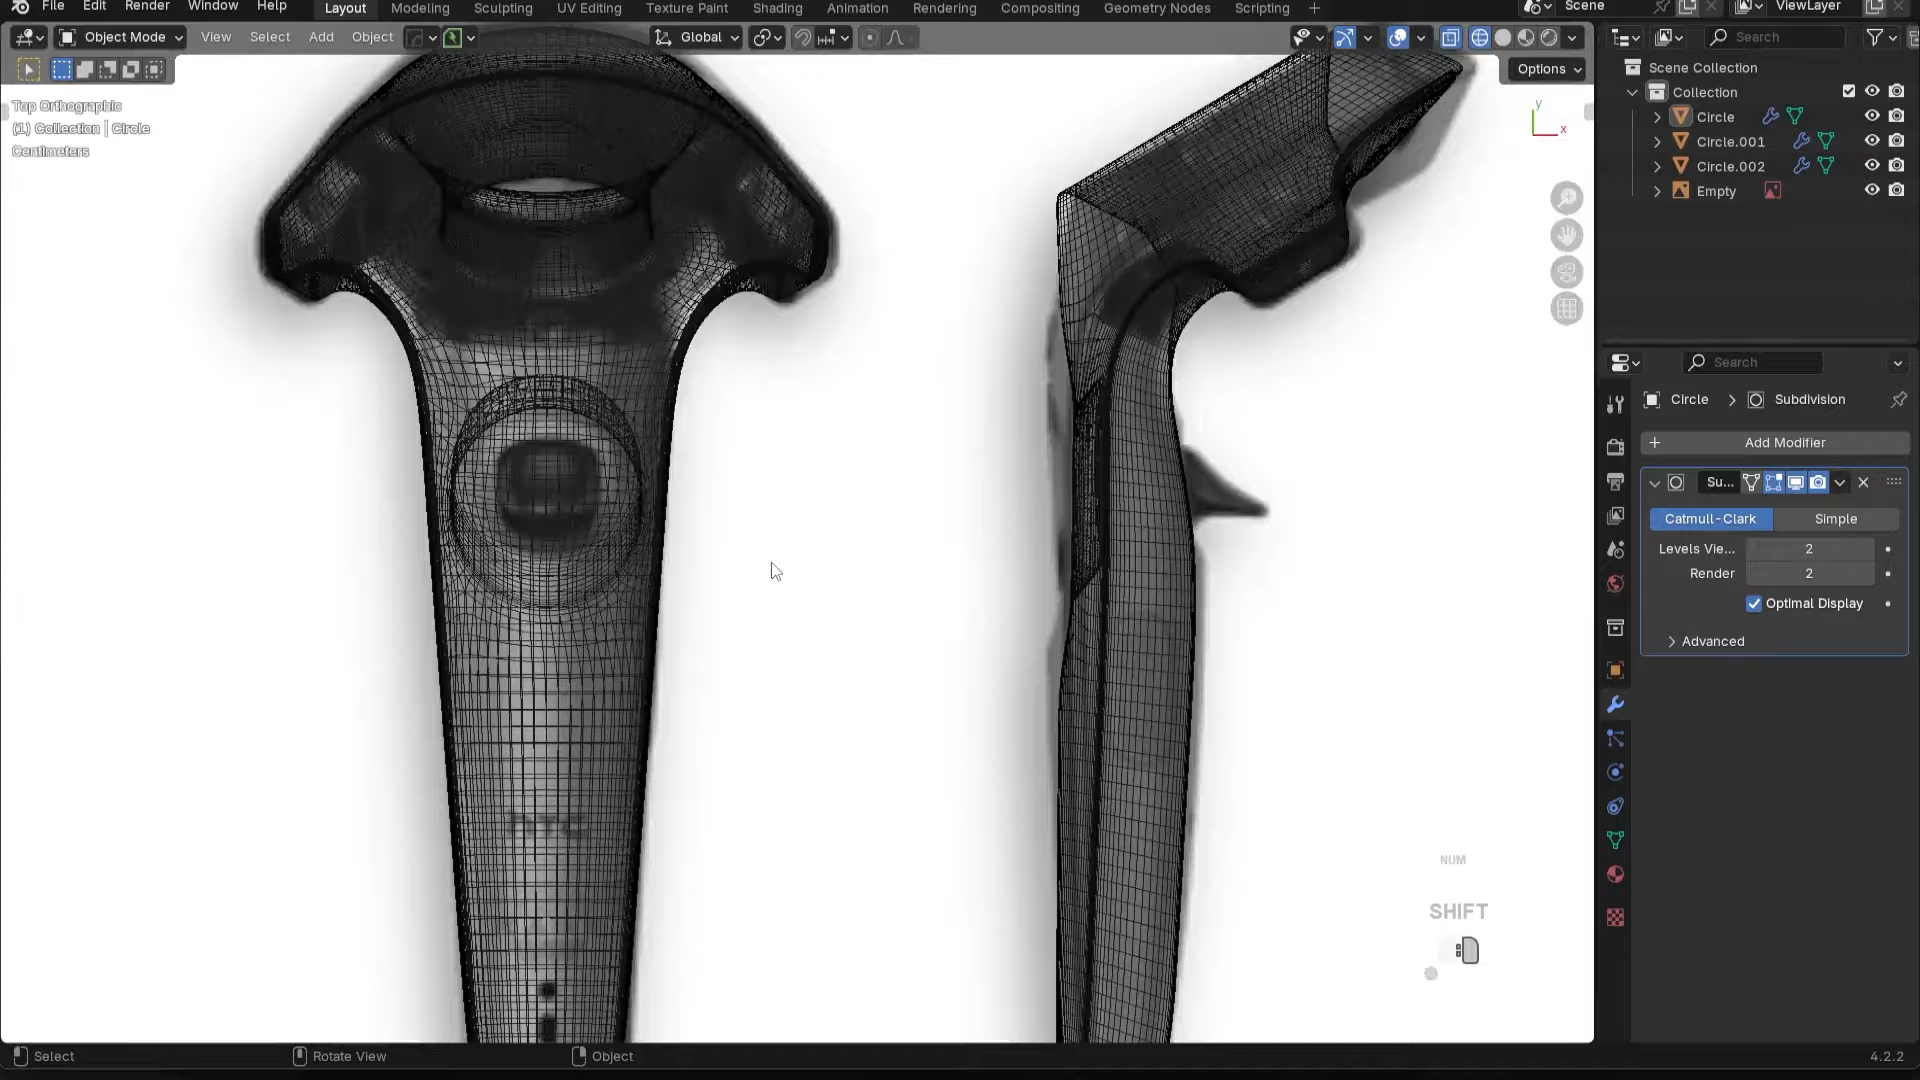 File Edit Render Window Help Layout Modeling Sculpting UV Editing Texture Paint Shading Animation Rendering Compositing Geometry Nodes Scripting + Scene ViewLayer
Object Mode View Select Add Object Global Search
Options
Top Orthographic
(1) Collection | Circle
Centimeters
y
x
Scene Collection
Collection
Circle
Circle.001
Circle.002
Empty
Search
Circle > Subdivision
+ Add Modifier
Su...
Catmull-Clark Simple
Levels Vie... 2
Render 2
Optimal Display
Advanced
NUM
SHIFT
Select Rotate View Object 4.2.2